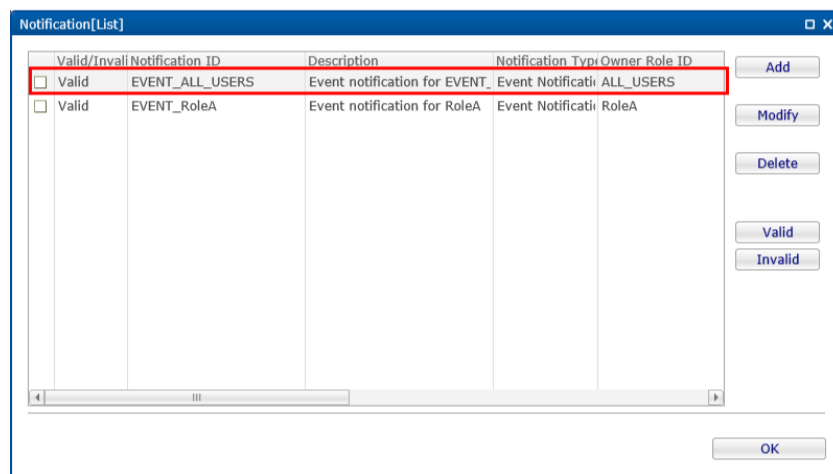 Notification[List]
Valid/Invali Notification ID Description Notification Type Owner Role ID
Valid EVENT_ALL_USERS Event notification for EVENT_ Event Notificati ALL_USERS
Valid EVENT_RoleA Event notification for RoleA Event Notificati RoleA
Add
Modify
Delete
Valid
Invalid
OK